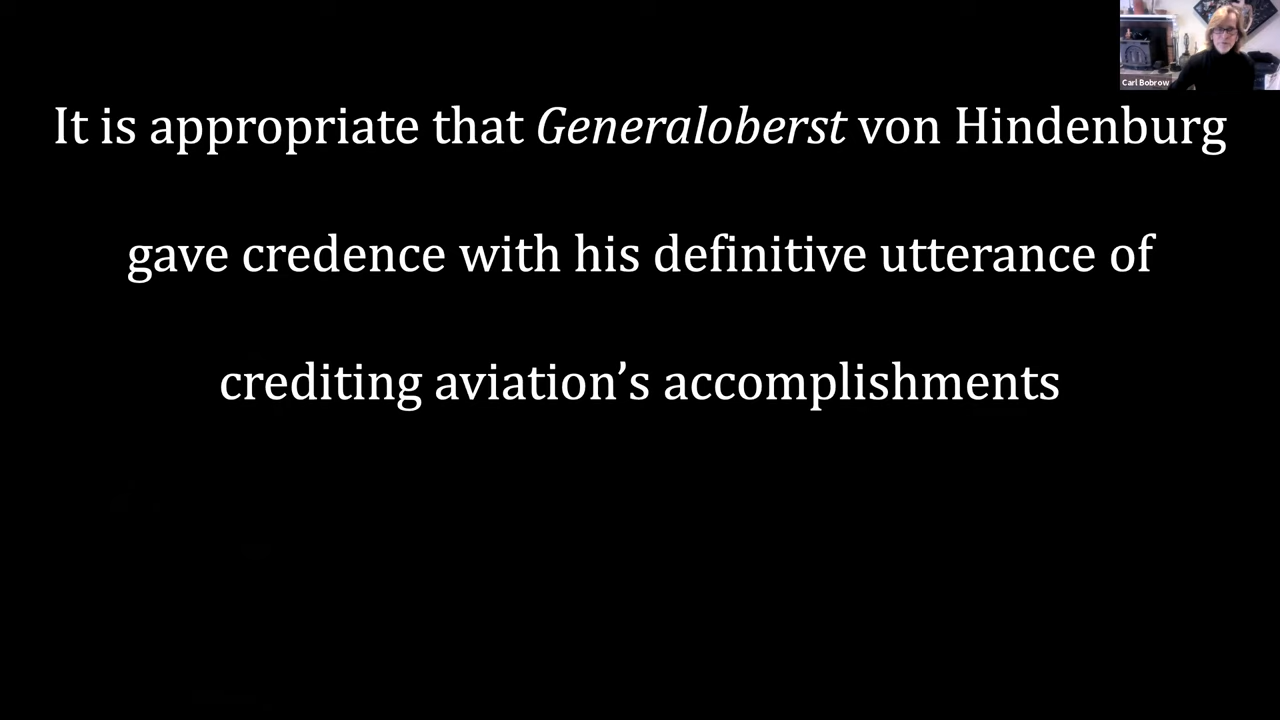 Carl Bobrow
It is appropriate that Generaloberst von Hindenburg
gave credence with his definitive utterance of
crediting aviation’s accomplishments